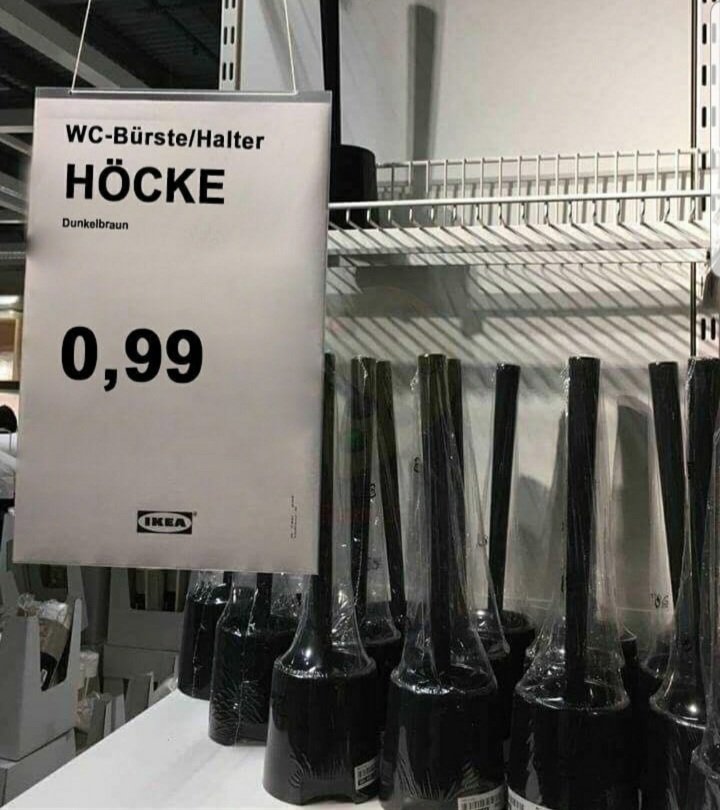 WC-Bürste/Halter
HÖCKE
Dunkelbraun
0,99
IKEA